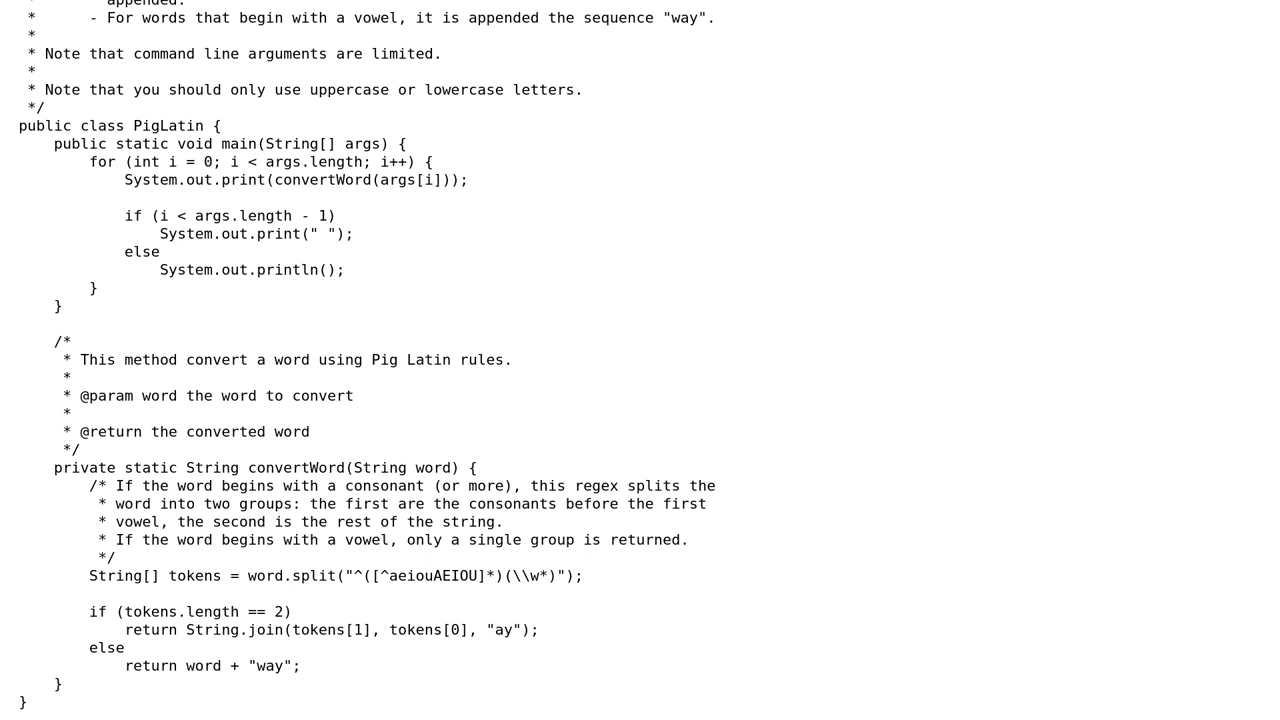 *        appended.
 *      - For words that begin with a vowel, it is appended the sequence "way".
 *
 * Note that command line arguments are limited.
 *
 * Note that you should only use uppercase or lowercase letters.
 */
public class PigLatin {
    public static void main(String[] args) {
        for (int i = 0; i < args.length; i++) {
            System.out.print(convertWord(args[i]));

            if (i < args.length - 1)
                System.out.print(" ");
            else
                System.out.println();
        }
    }

    /*
     * This method convert a word using Pig Latin rules.
     *
     * @param word the word to convert
     *
     * @return the converted word
     */
    private static String convertWord(String word) {
        /* If the word begins with a consonant (or more), this regex splits the
         * word into two groups: the first are the consonants before the first
         * vowel, the second is the rest of the string.
         * If the word begins with a vowel, only a single group is returned.
         */
        String[] tokens = word.split("^([^aeiouAEIOU]*)(\\w*)");

        if (tokens.length == 2)
            return String.join(tokens[1], tokens[0], "ay");
        else
            return word + "way";
    }
}